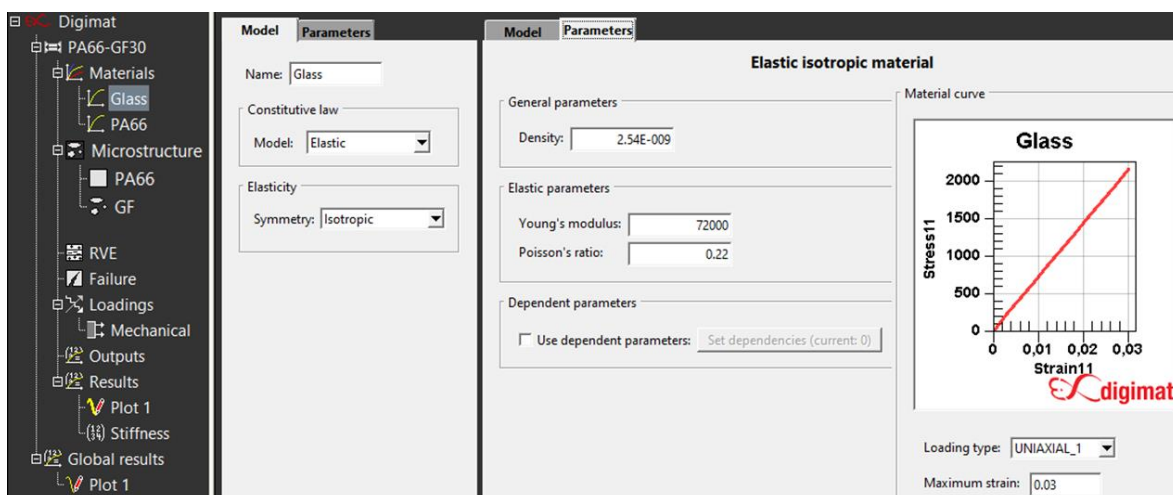 Digimat
PA66-GF30
Materials
Glass
PA66
Microstructure
PA66
GF
RVE
Failure
Loadings
Mechanical
Outputs
Results
Plot 1
Stiffness
Global results
Plot 1
Model Parameters
Name: Glass
Constitutive law
Model: Elastic
Elasticity
Symmetry: Isotropic
Model Parameters
Elastic isotropic material
General parameters
Density: 2.54E-009
Elastic parameters
Young's modulus: 72000
Poisson's ratio: 0.22
Dependent parameters
Use dependent parameters: Set dependencies (current: 0)
Material curve
Glass
2000
1500
1000
500
0
Stress11
0 0,01 0,02 0,03
Strain11
digimat
Loading type: UNIAXIAL_1
Maximum strain: 0.03